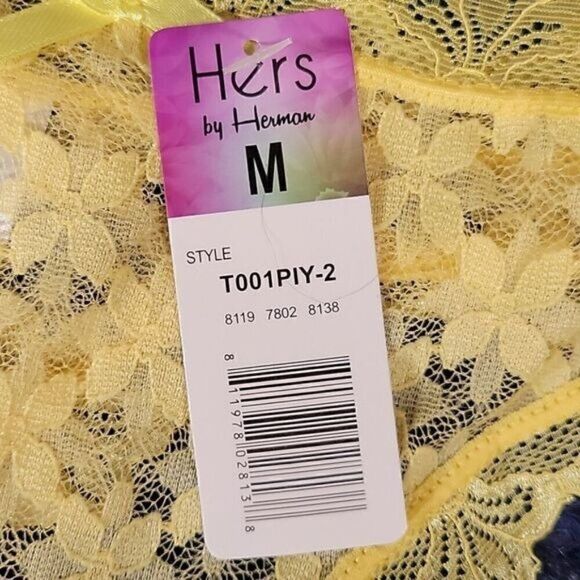 Hers
by Herman
M
STYLE
T001PIY-2
8119 7802 8138
8 11978 02813 8